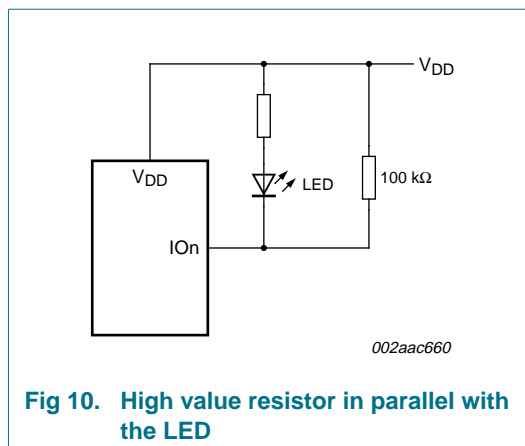 VDD
VDD
LED
100 kΩ
IOn
002aac660
Fig 10. High value resistor in parallel with
the LED